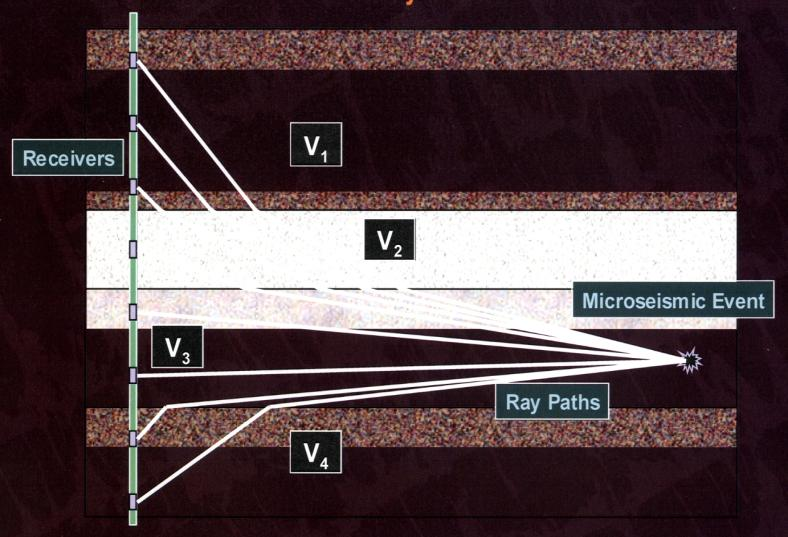 V₁
Receivers
V₂
Microseismic Event
V₃
Ray Paths
V₄